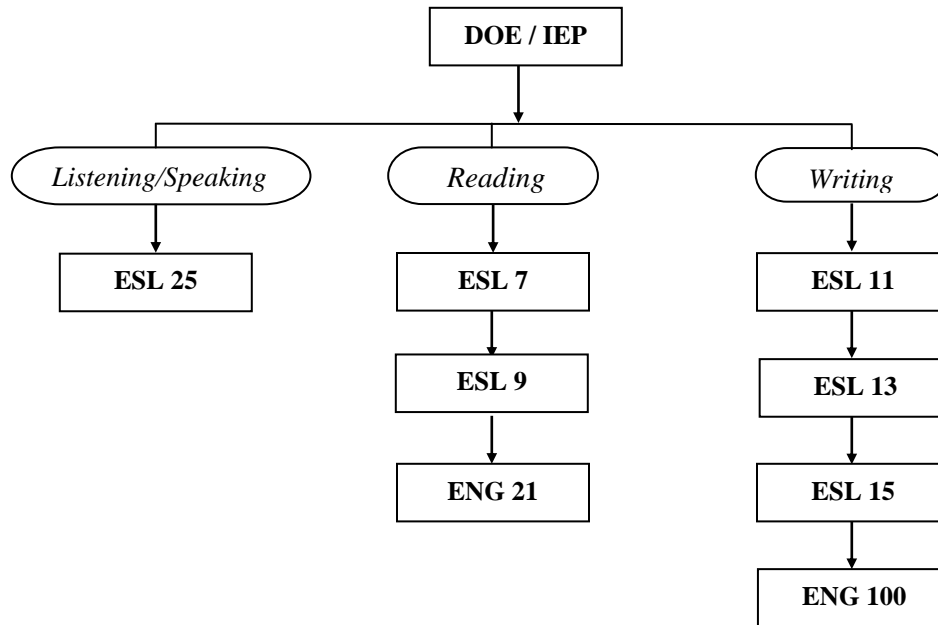 DOE / IEP
Listening/Speaking
Reading
Writing
ESL 25
ESL 7
ESL 11
ESL 9
ESL 13
ENG 21
ESL 15
ENG 100